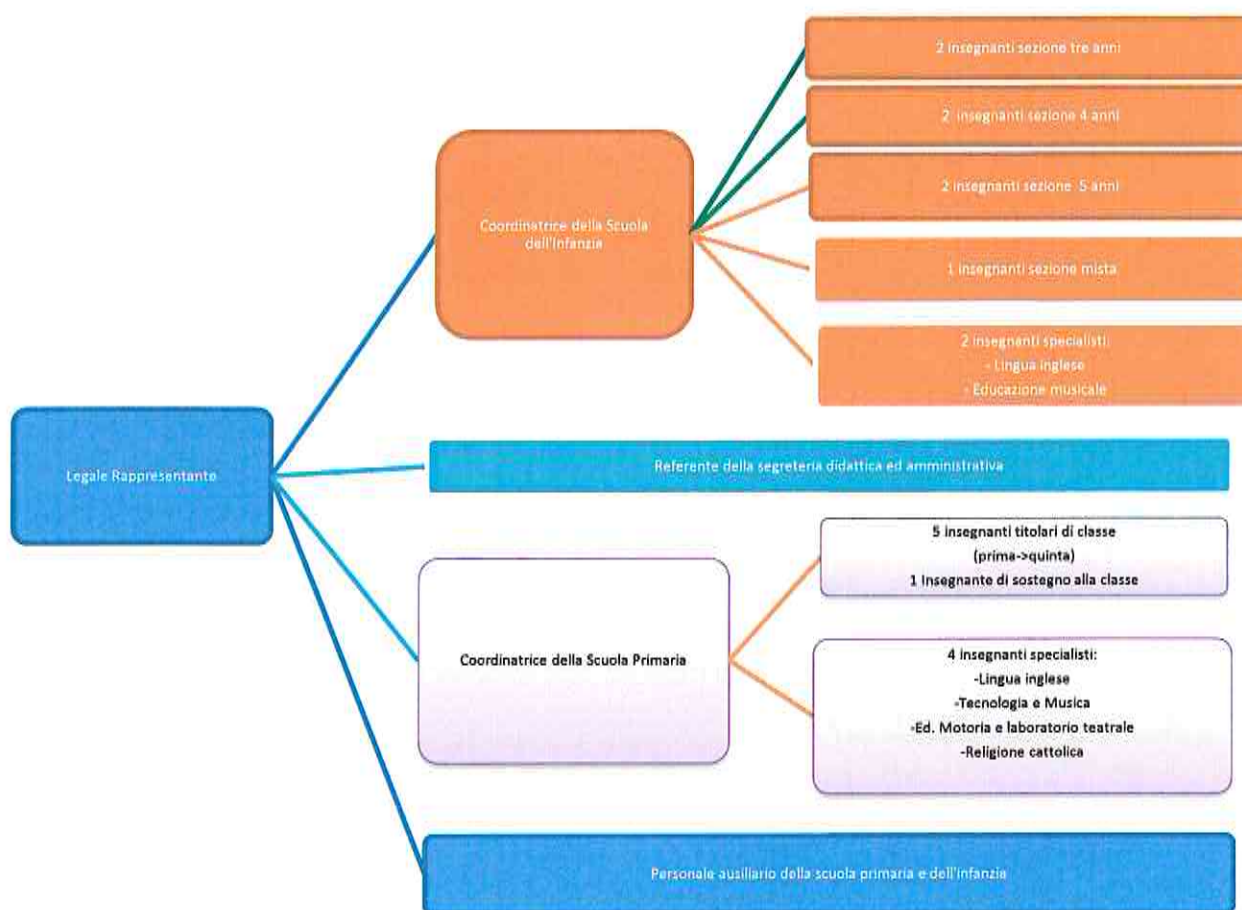 2 insegnanti sezione tre anni
2 insegnanti sezione 4 anni
2 insegnanti sezione 5 anni
Coordinatrice della Scuola
dell'Infanzia
1 insegnanti sezione mista
2 insegnanti specialisti:
- Lingua inglese
- Educazione musicale
Legale Rappresentante
Referente della segreteria didattica ed amministrativa
5 insegnanti titolari di classe
(prima->quinta)
1 Insegnante di sostegno alla classe
Coordinatrice della Scuola Primaria
4 insegnanti specialisti:
-Lingua inglese
-Tecnologia e Musica
-Ed. Motoria e laboratorio teatrale
-Religione cattolica
Personale ausiliario della scuola primaria e dell'infanzia